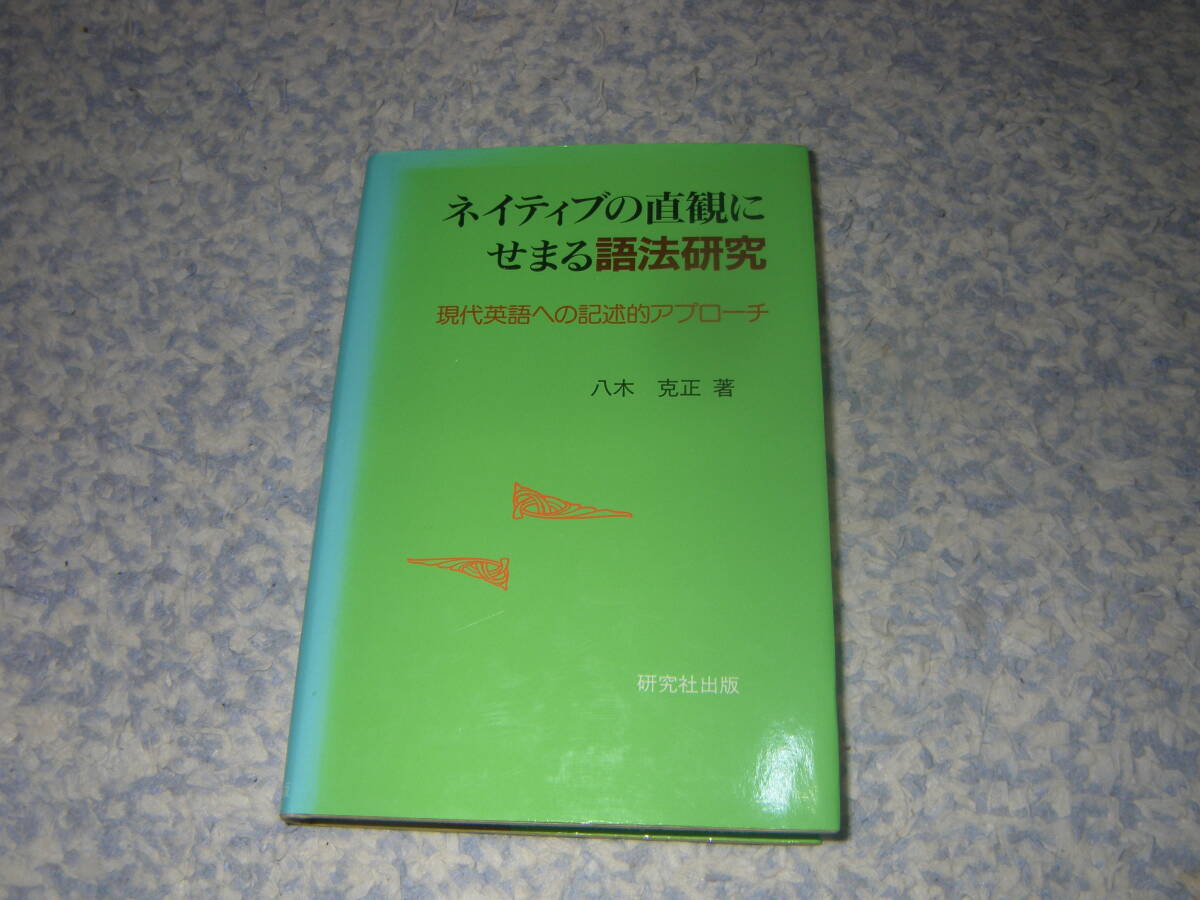 ネイティブの直観に
せまる語法研究
現代英語への記述的アプローチ
八木 克正 著
研究社出版